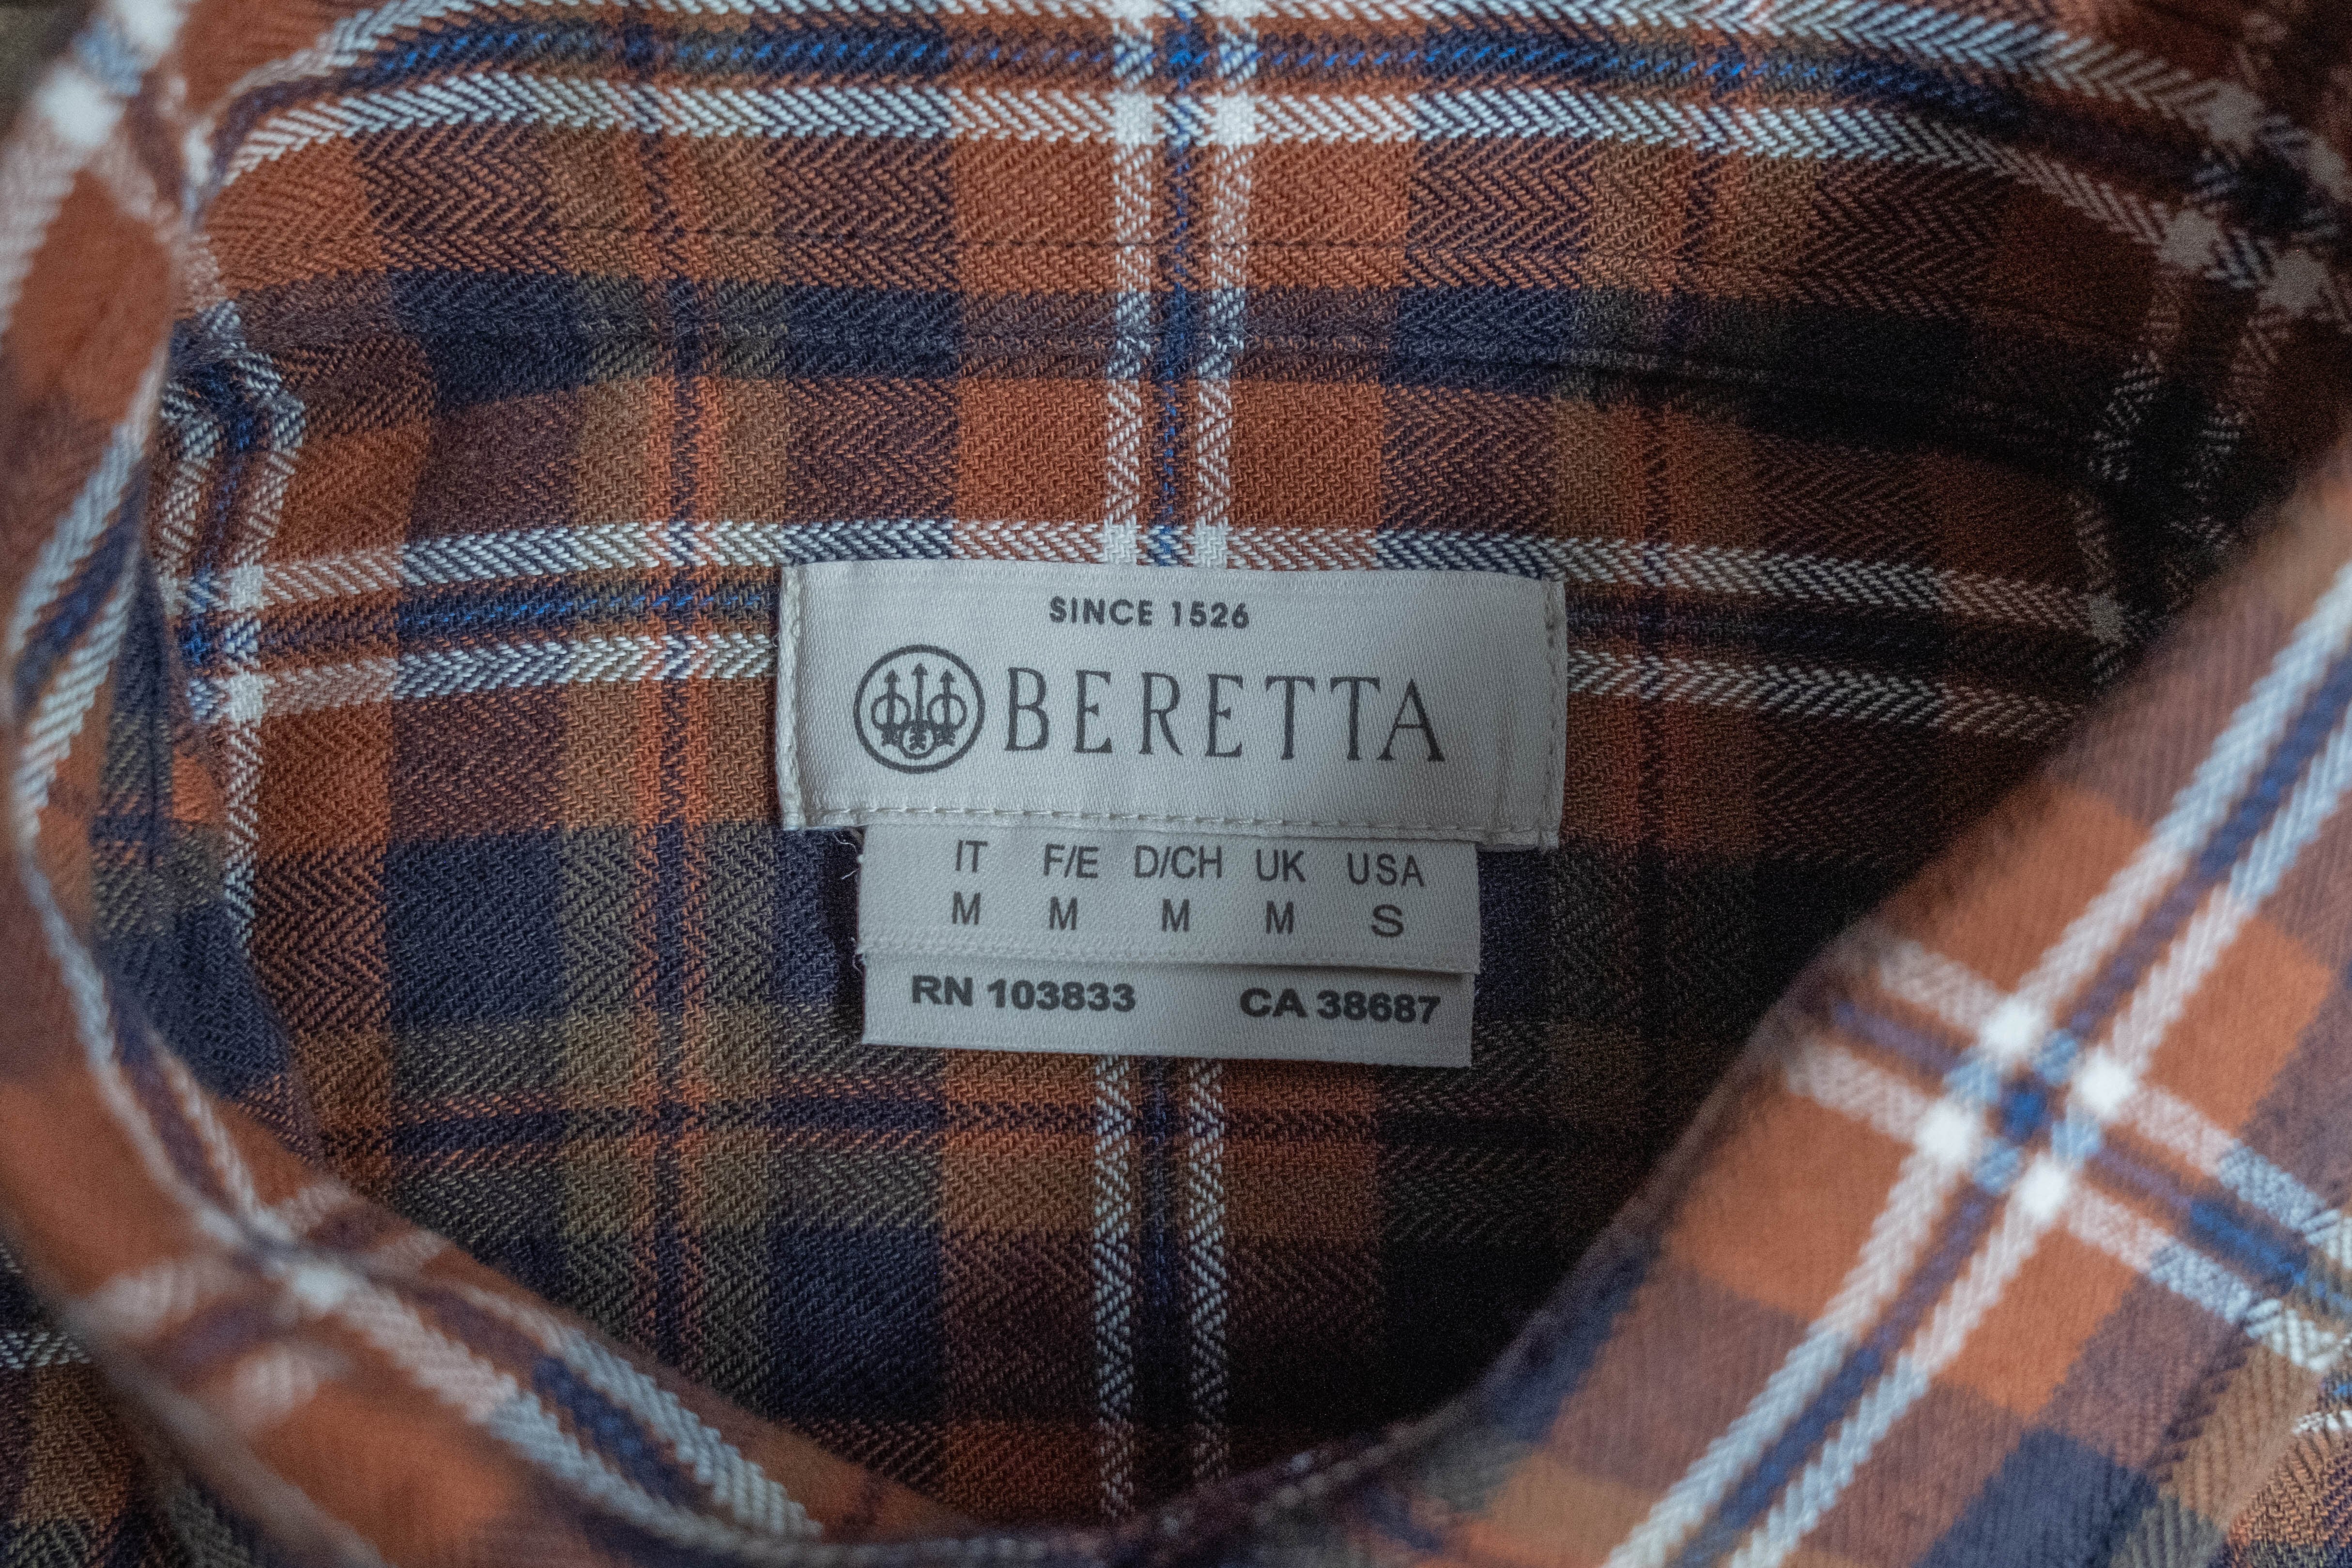 SINCE 1526
BERETTA
IT F/E D/CH UK USA
M M M M S
RN 103833 CA 38687